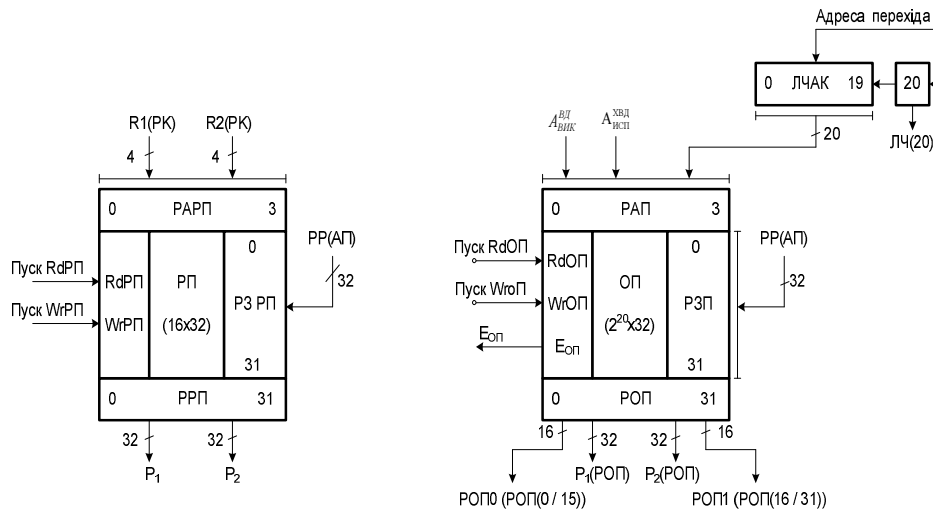 Адреса перехіда
0 ЛЧАК 19
20
ЛЧ(20)
20
R1(PK)
R2(PK)
4
4
A ВД ВИК
A ХВД ИСП
0 РАРП 3
0 РАП 3
Пуск RdРП
Пуск WrРП
RdРП
WrРП
РП
(16x32)
0
РЗ РП
31
РР(АП)
32
0 РРП 31
32
32
P1
P2
Пуск RdОП
Пуск WrоП
EОП
RdОП
WrОП
EОП
ОП
(2^20x32)
0
РЗП
31
РР(АП)
32
0 РОП 31
16
32
32
16
P1(РОП)
P2(РОП)
РОП0 (РОП(0 / 15))
РОП1 (РОП(16 / 31))